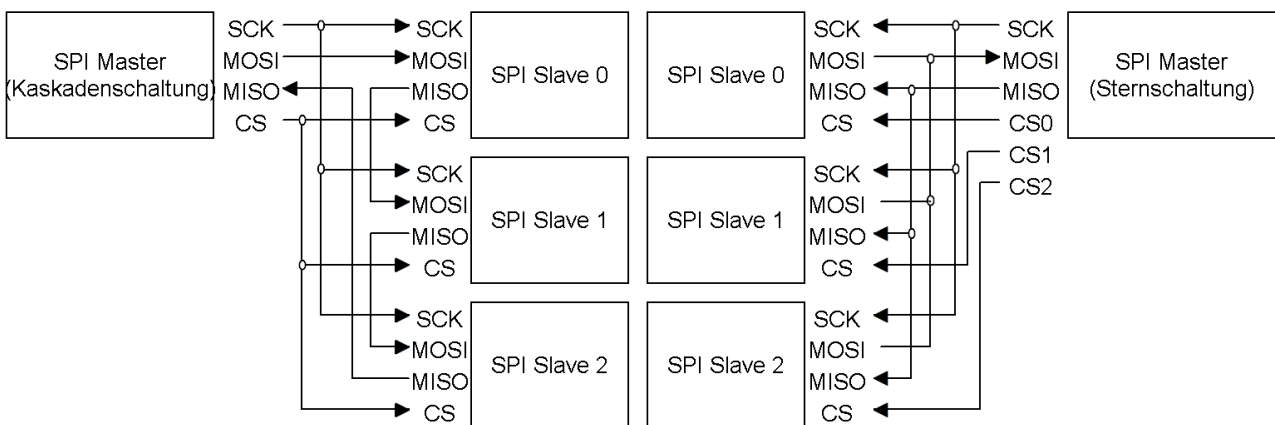 SPI Master
(Kaskadenschaltung)
SCK
MOSI
MISO
CS
SCK
MOSI
MISO
CS
SPI Slave 0
SCK
MOSI
MISO
CS
SPI Slave 1
SCK
MOSI
MISO
CS
SPI Slave 2
SPI Slave 0
SCK
MOSI
MISO
CS
SPI Slave 1
SCK
MOSI
MISO
CS
SPI Slave 2
SCK
MOSI
MISO
CS
SCK
MOSI
MISO
CS0
CS1
CS2
SPI Master
(Sternschaltung)